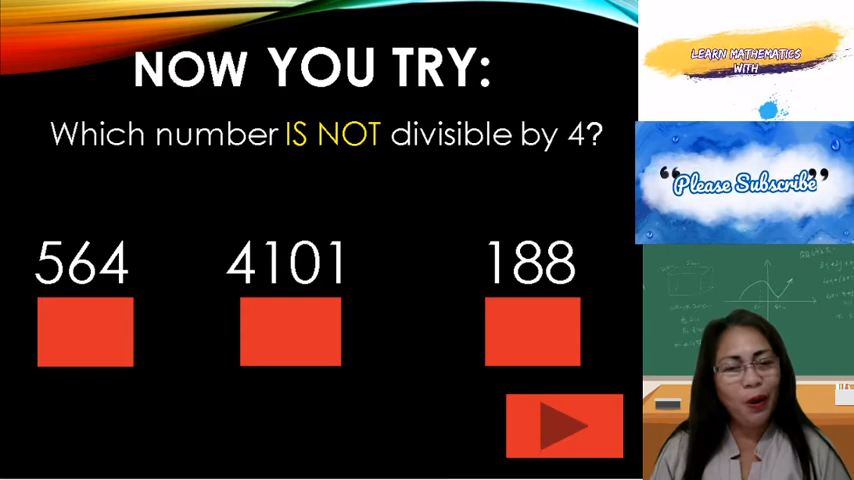 NOW YOU TRY:
Which number IS NOT divisible by 4?
564 4101 188
LEARN MATHEMATICS
WITH
“Please Subscribe”